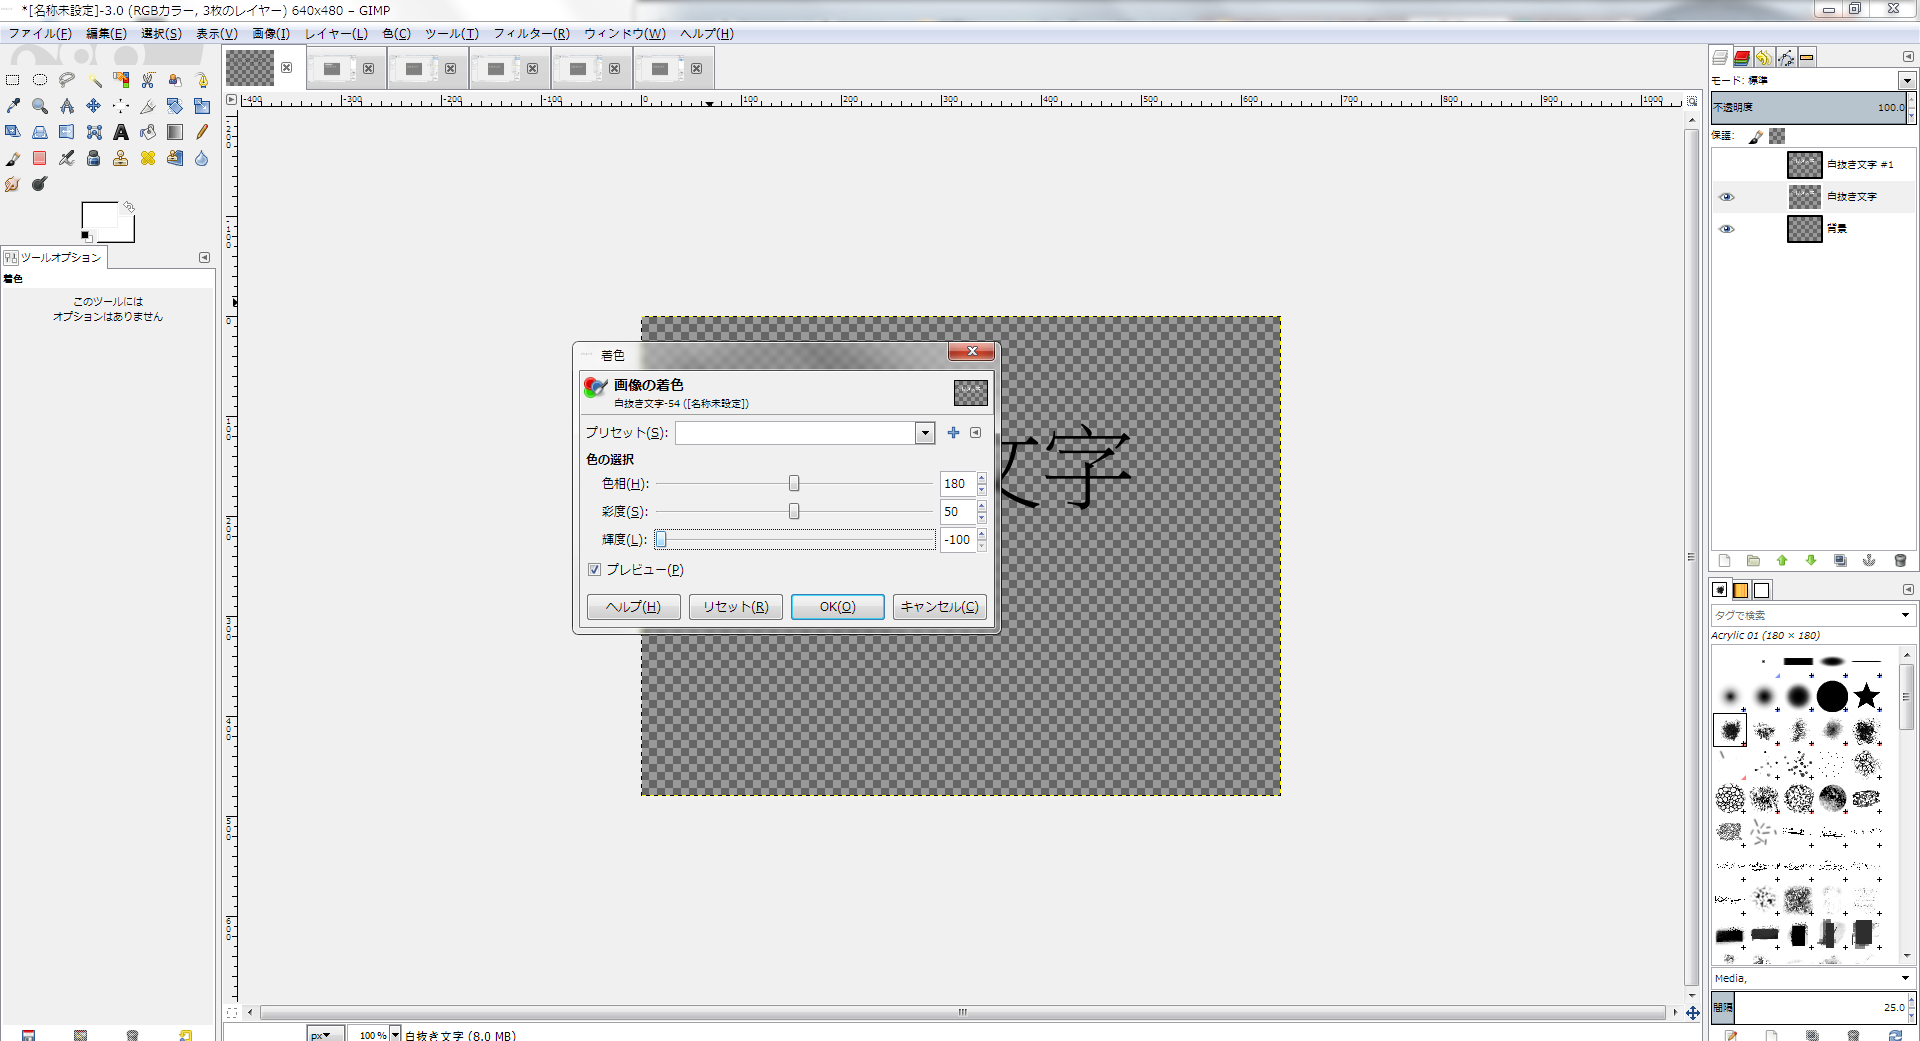 *[名称未設定]-3.0 (RGBカラー, 3枚のレイヤー) 640x480 – GIMP
ファイル(F) 編集(E) 選択(S) 表示(V) 画像(I) レイヤー(L) 色(C) ツール(T) フィルター(R) ウィンドウ(W) ヘルプ(H)
-400 -300 -200 -100 0 100 200 300 400 500 600 700 800 900 1000
ツールオプション
着色
このツールには
オプションはありません
モード: 標準
不透明度 100.0
保護:
白抜き文字 #1
白抜き文字
背景
着色
画像の着色
白抜き文字-54 ([名称未設定])
プリセット(S):
色の選択
色相(H): 180
彩度(S): 50
輝度(L): -100
プレビュー(P)
ヘルプ(H) リセット(R) OK(O) キャンセル(C)
文字
タグで検索
Acrylic 01 (180 × 180)
Media,
間隔 25.0
px 100 % 白抜き文字 (8.0 MB)